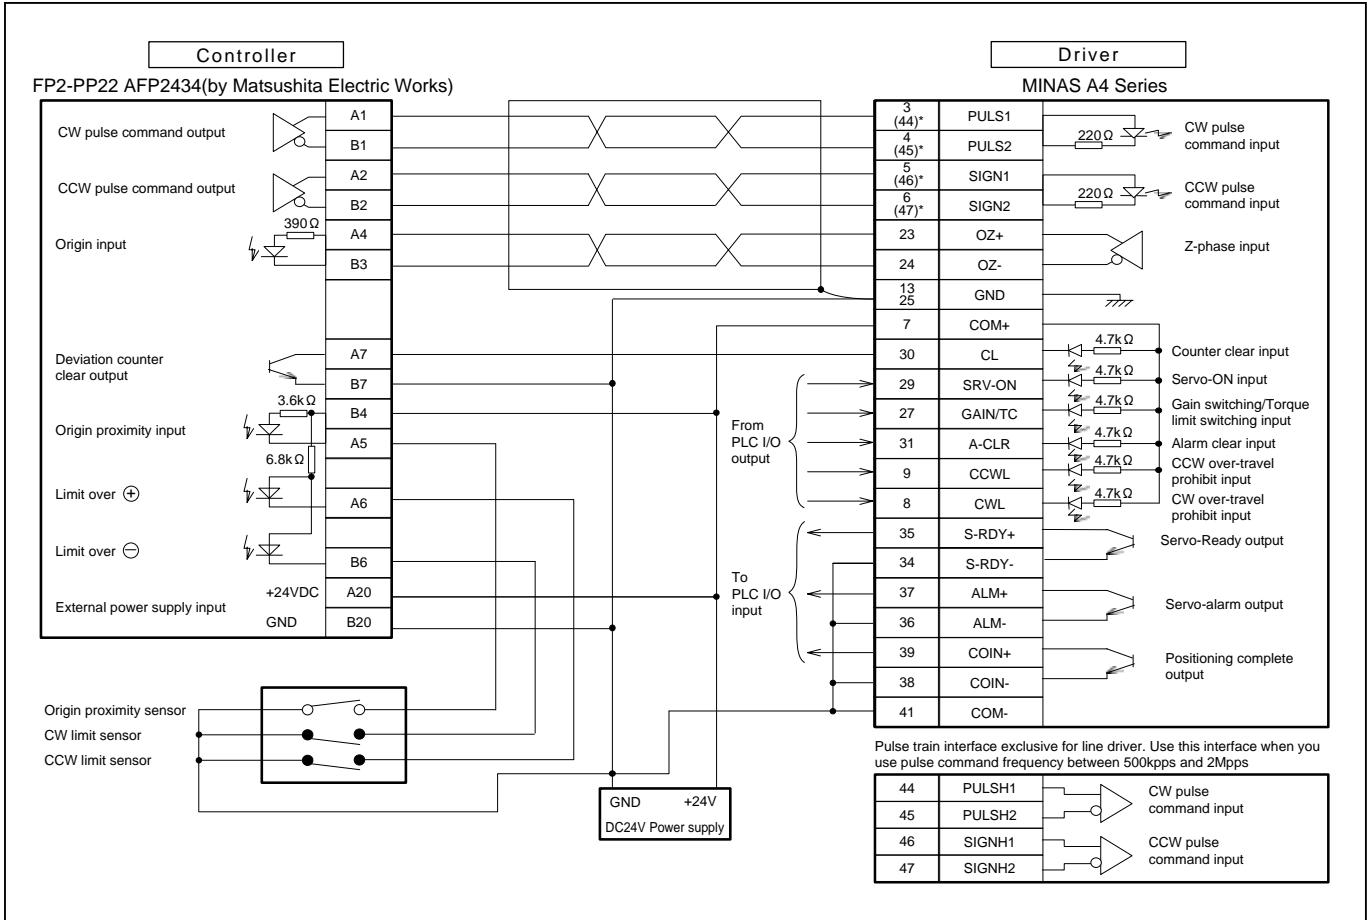 Controller
FP2-PP22 AFP2434(by Matsushita Electric Works)
CW pulse command output
A1
B1
CCW pulse command output
A2
B2
Origin input
390Ω
A4
B3
Deviation counter
clear output
A7
B7
Origin proximity input
3.6kΩ
B4
A5
6.8kΩ
Limit over ⊕
A6
Limit over ⊖
B6
External power supply input
+24VDC
A20
GND
B20
Origin proximity sensor
CW limit sensor
CCW limit sensor
GND
+24V
DC24V Power supply
From
PLC I/O
output
To
PLC I/O
input
Driver
MINAS A4 Series
3
(44)*
PULS1
4
(45)*
PULS2
220Ω
CW pulse
command input
5
(46)*
SIGN1
6
(47)*
SIGN2
220Ω
CCW pulse
command input
23
OZ+
24
OZ-
Z-phase input
13
25
GND
7
COM+
30
CL
4.7kΩ
Counter clear input
29
SRV-ON
4.7kΩ
Servo-ON input
27
GAIN/TC
4.7kΩ
Gain switching/Torque
limit switching input
31
A-CLR
4.7kΩ
Alarm clear input
9
CCWL
4.7kΩ
CCW over-travel
prohibit input
8
CWL
4.7kΩ
CW over-travel
prohibit input
35
S-RDY+
34
S-RDY-
Servo-Ready output
37
ALM+
36
ALM-
Servo-alarm output
39
COIN+
38
COIN-
Positioning complete
output
41
COM-
Pulse train interface exclusive for line driver. Use this interface when you
use pulse command frequency between 500kpps and 2Mpps
44
PULSH1
45
PULSH2
CW pulse
command input
46
SIGNH1
47
SIGNH2
CCW pulse
command input